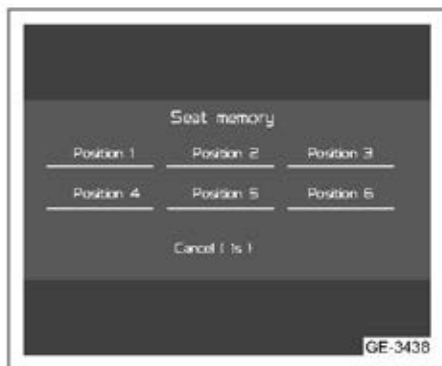 Seat memory
Position 1 Position 2 Position 3
Position 4 Position 5 Position 6
Cancel ( 1s )
GE-3438